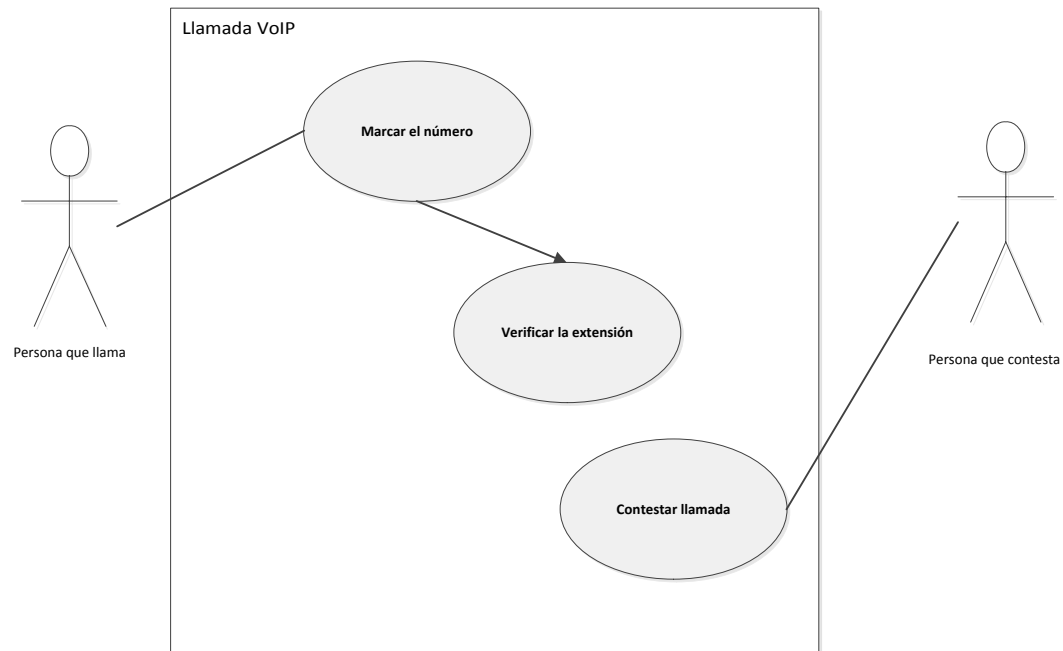 Llamada VoIP
Marcar el número
Verificar la extensión
Persona que llama
Persona que contesta
Contestar llamada